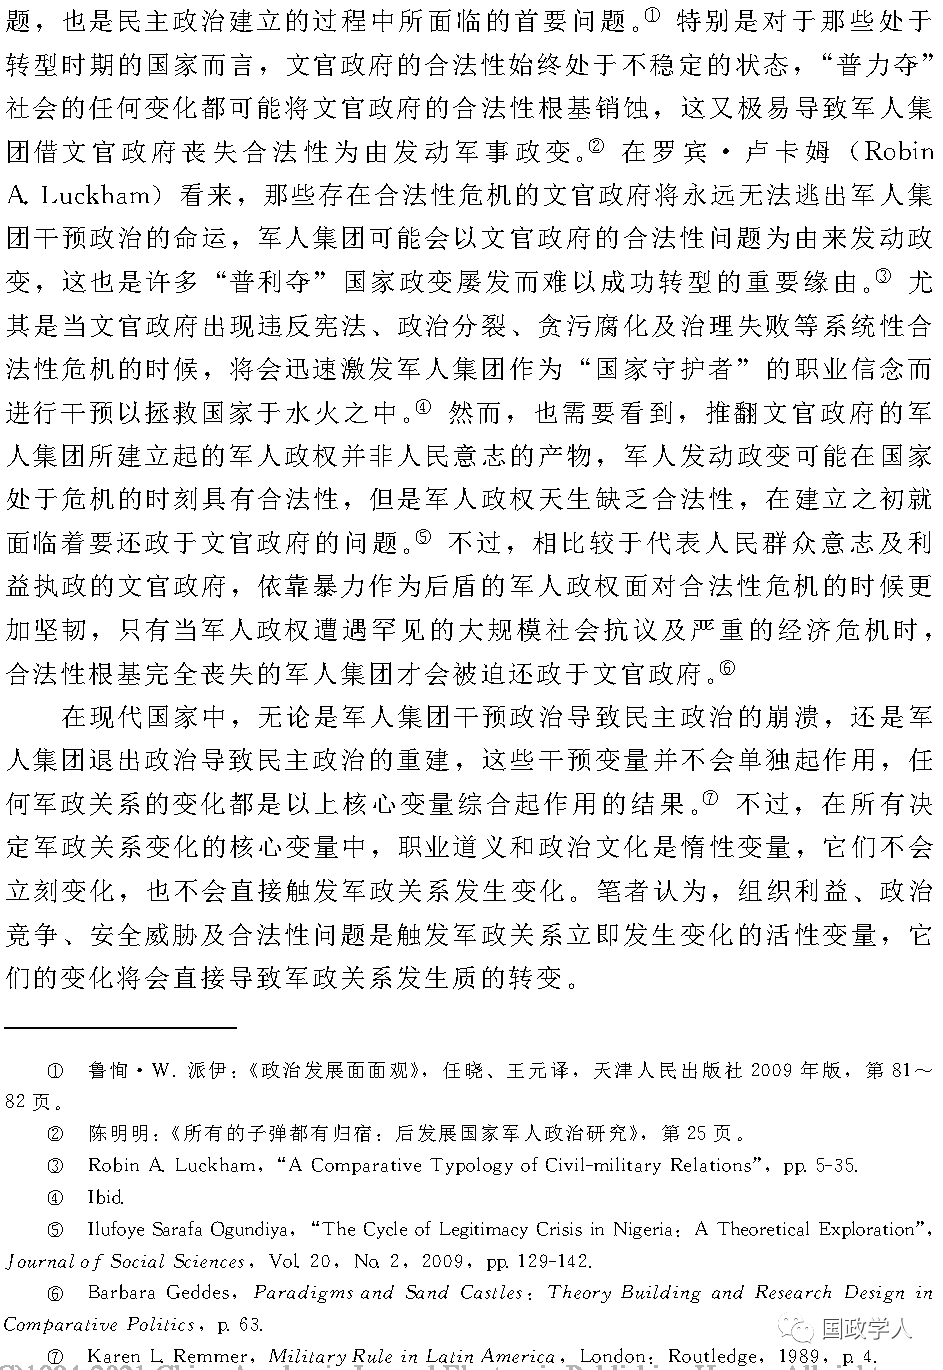 题，也是民主政治建立的过程中所面临的首要问题。① 特别是对于那些处于
转型时期的国家而言，文官政府的合法性始终处于不稳定的状态，“普力夺”
社会的任何变化都可能将文官政府的合法性根基销蚀，这又极易导致军人集
团借文官政府丧失合法性为由发动军事政变。② 在罗宾·卢卡姆（Robin
A. Luckham）看来，那些存在合法性危机的文官政府将永远无法逃出军人集
团干预政治的命运，军人集团可能会以文官政府的合法性问题为由来发动政
变，这也是许多“普利夺”国家政变屡发而难以成功转型的重要缘由。③ 尤
其是当文官政府出现违反宪法、政治分裂、贪污腐化及治理失败等系统性合
法性危机的时候，将会迅速激发军人集团作为“国家守护者”的职业信念而
进行干预以拯救国家于水火之中。④ 然而，也需要看到，推翻文官政府的军
人集团所建立起的军人政权并非人民意志的产物，军人发动政变可能在国家
处于危机的时刻具有合法性，但是军人政权天生缺乏合法性，在建立之初就
面临着要还政于文官政府的问题。⑤ 不过，相比较于代表人民群众意志及利
益执政的文官政府，依靠暴力作为后盾的军人政权面对合法性危机的时候更
加坚韧，只有当军人政权遭遇罕见的大规模社会抗议及严重的经济危机时，
合法性根基完全丧失的军人集团才会被迫还政于文官政府。⑥
在现代国家中，无论是军人集团干预政治导致民主政治的崩溃，还是军
人集团退出政治导致民主政治的重建，这些干预变量并不会单独起作用，任
何军政关系的变化都是以上核心变量综合起作用的结果。⑦ 不过，在所有决
定军政关系变化的核心变量中，职业道义和政治文化是惰性变量，它们不会
立刻变化，也不会直接触发军政关系发生变化。笔者认为，组织利益、政治
竞争、安全威胁及合法性问题是触发军政关系立即发生变化的活性变量，它
们的变化将会直接导致军政关系发生质的转变。
① 鲁恂·W. 派伊：《政治发展面面观》，任晓、王元译，天津人民出版社 2009 年版，第 81～
82 页。
② 陈明明：《所有的子弹都有归宿：后发展国家军人政治研究》，第 25 页。
③ Robin A. Luckham，“A Comparative Typology of Civil-military Relations”，pp. 5-35.
④ Ibid.
⑤ Ilufoye Sarafa Ogundiya，“The Cycle of Legitimacy Crisis in Nigeria：A Theoretical Exploration”，
Journal of Social Sciences，Vol. 20，No. 2，2009，pp. 129-142.
⑥ Barbara Geddes，Paradigms and Sand Castles：Theory Building and Research Design in
Comparative Politics，p. 63.
⑦ Karen L. Remmer，Military Rule in Latin America，London：Routledge，1989，p. 4.
国政学人